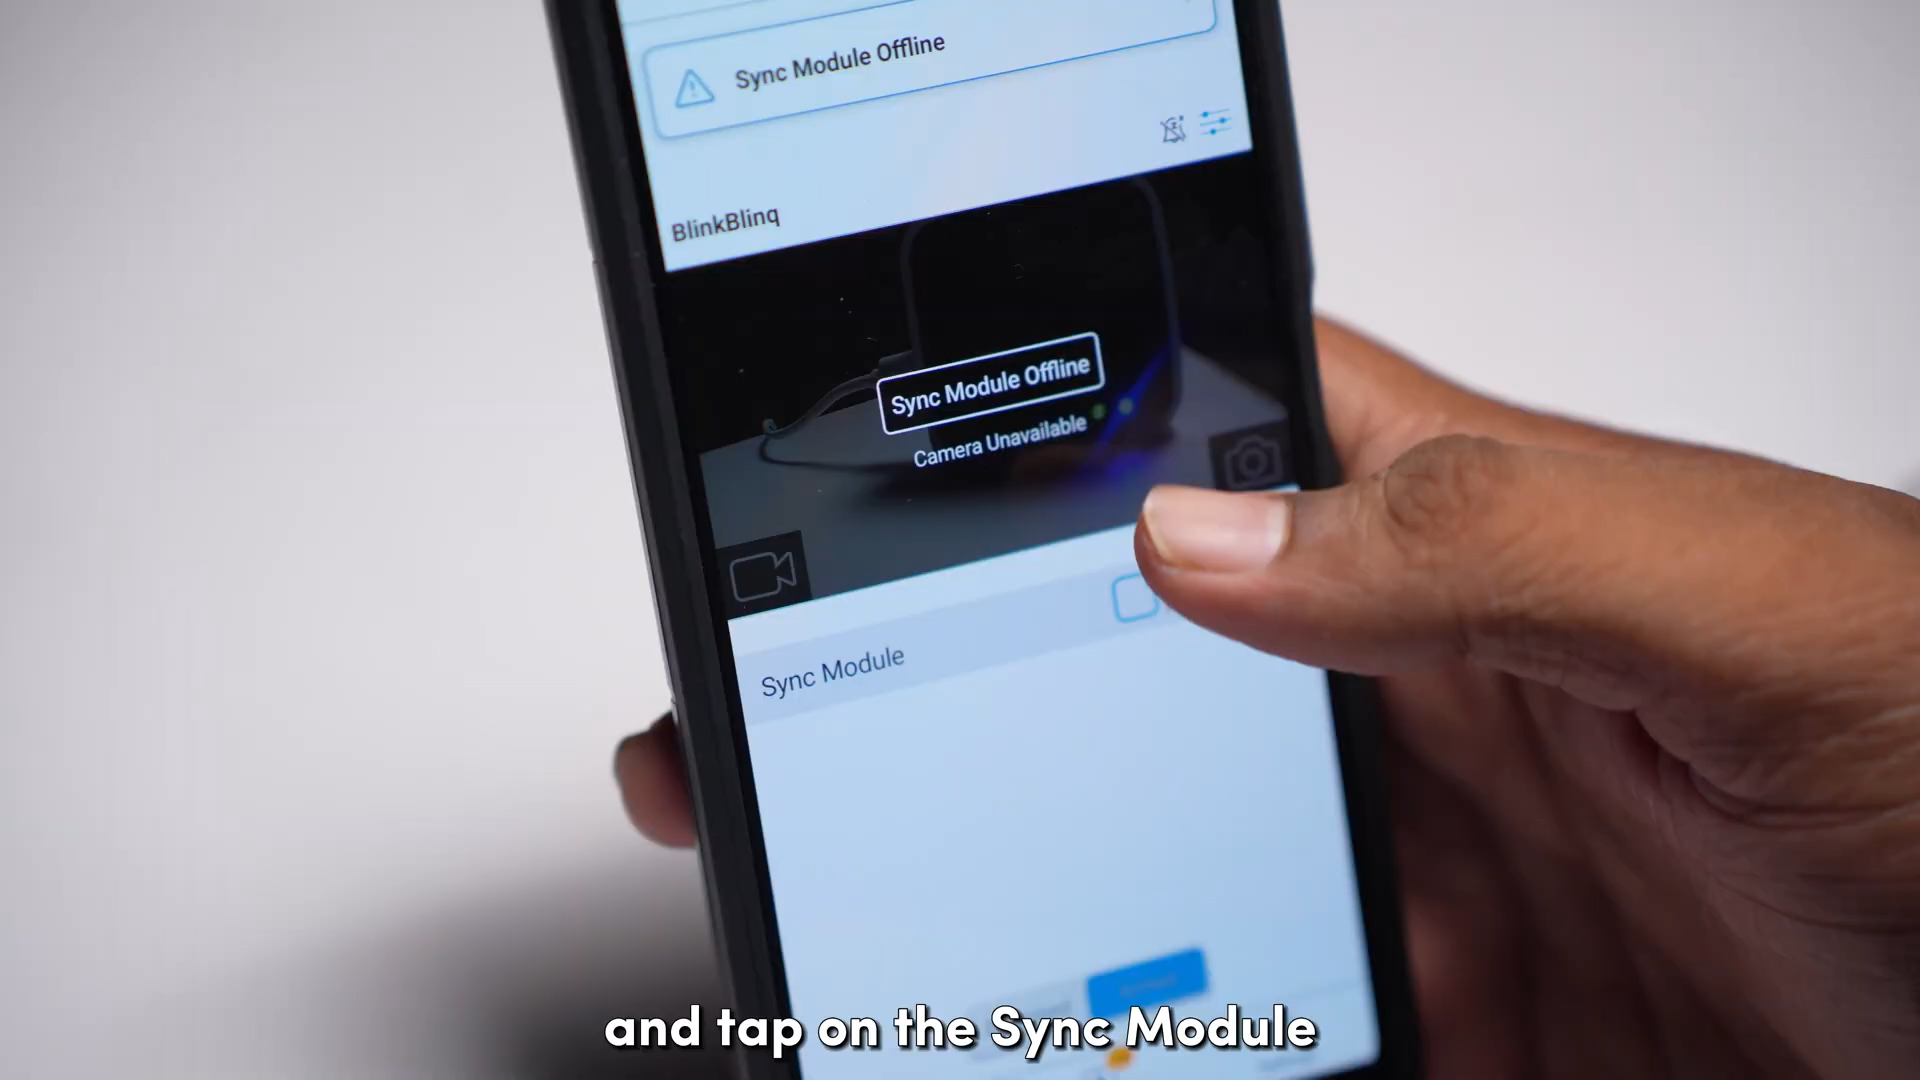 Sync Module Offline
BlinkBlinq
Sync Module Offline
Camera Unavailable
Sync Module
and tap on the Sync Module